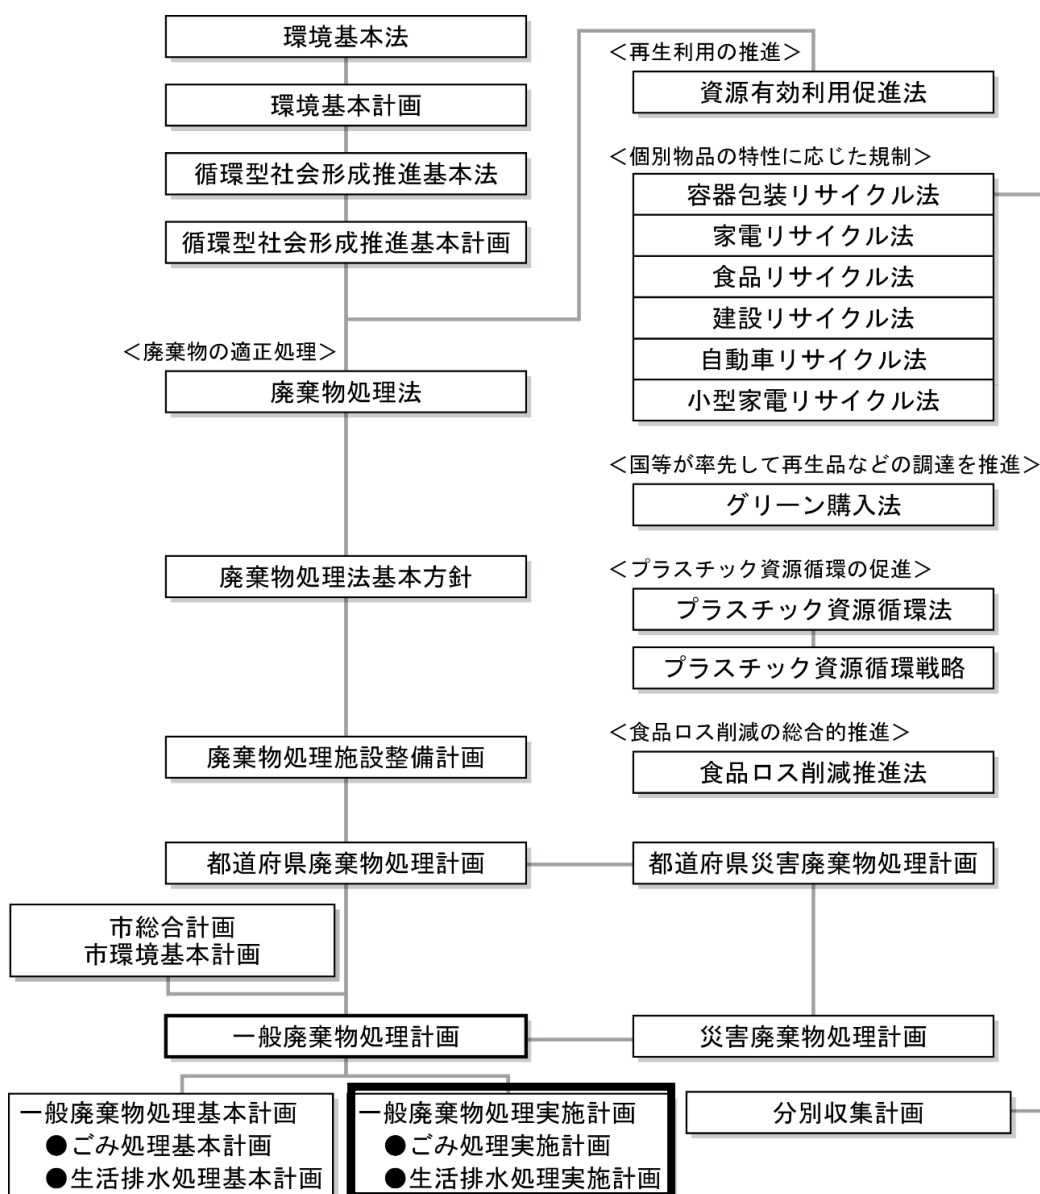 環境基本法
環境基本計画
循環型社会形成推進基本法
循環型社会形成推進基本計画
＜廃棄物の適正処理＞
廃棄物処理法
廃棄物処理法基本方針
廃棄物処理施設整備計画
都道府県廃棄物処理計画
市総合計画
市環境基本計画
一般廃棄物処理計画
一般廃棄物処理基本計画
●ごみ処理基本計画
●生活排水処理基本計画
一般廃棄物処理実施計画
●ごみ処理実施計画
●生活排水処理実施計画
＜再生利用の推進＞
資源有効利用促進法
＜個別物品の特性に応じた規制＞
容器包装リサイクル法
家電リサイクル法
食品リサイクル法
建設リサイクル法
自動車リサイクル法
小型家電リサイクル法
＜国等が率先して再生品などの調達を推進＞
グリーン購入法
＜プラスチック資源循環の促進＞
プラスチック資源循環法
プラスチック資源循環戦略
＜食品ロス削減の総合的推進＞
食品ロス削減推進法
都道府県災害廃棄物処理計画
災害廃棄物処理計画
分別収集計画